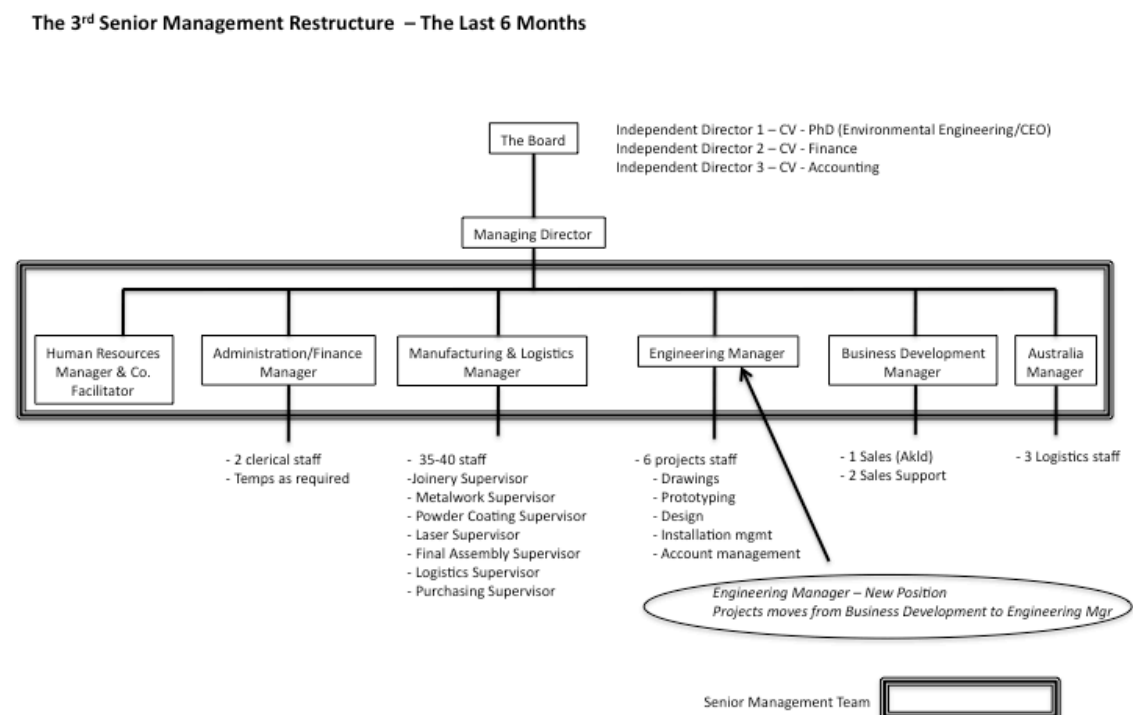 The 3rd Senior Management Restructure – The Last 6 Months
The Board
Independent Director 1 – CV - PhD (Environmental Engineering/CEO)
Independent Director 2 – CV - Finance
Independent Director 3 – CV - Accounting
Managing Director
Human Resources
Manager & Co.
Facilitator
Administration/Finance
Manager
Manufacturing & Logistics
Manager
Engineering Manager
Business Development
Manager
Australia
Manager
- 2 clerical staff
- Temps as required
- 35-40 staff
-Joinery Supervisor
- Metalwork Supervisor
- Powder Coating Supervisor
- Laser Supervisor
- Final Assembly Supervisor
- Logistics Supervisor
- Purchasing Supervisor
- 6 projects staff
- Drawings
- Prototyping
- Design
- Installation mgmt
- Account management
- 1 Sales (Akld)
- 2 Sales Support
- 3 Logistics staff
Engineering Manager – New Position
Projects moves from Business Development to Engineering Mgr
Senior Management Team